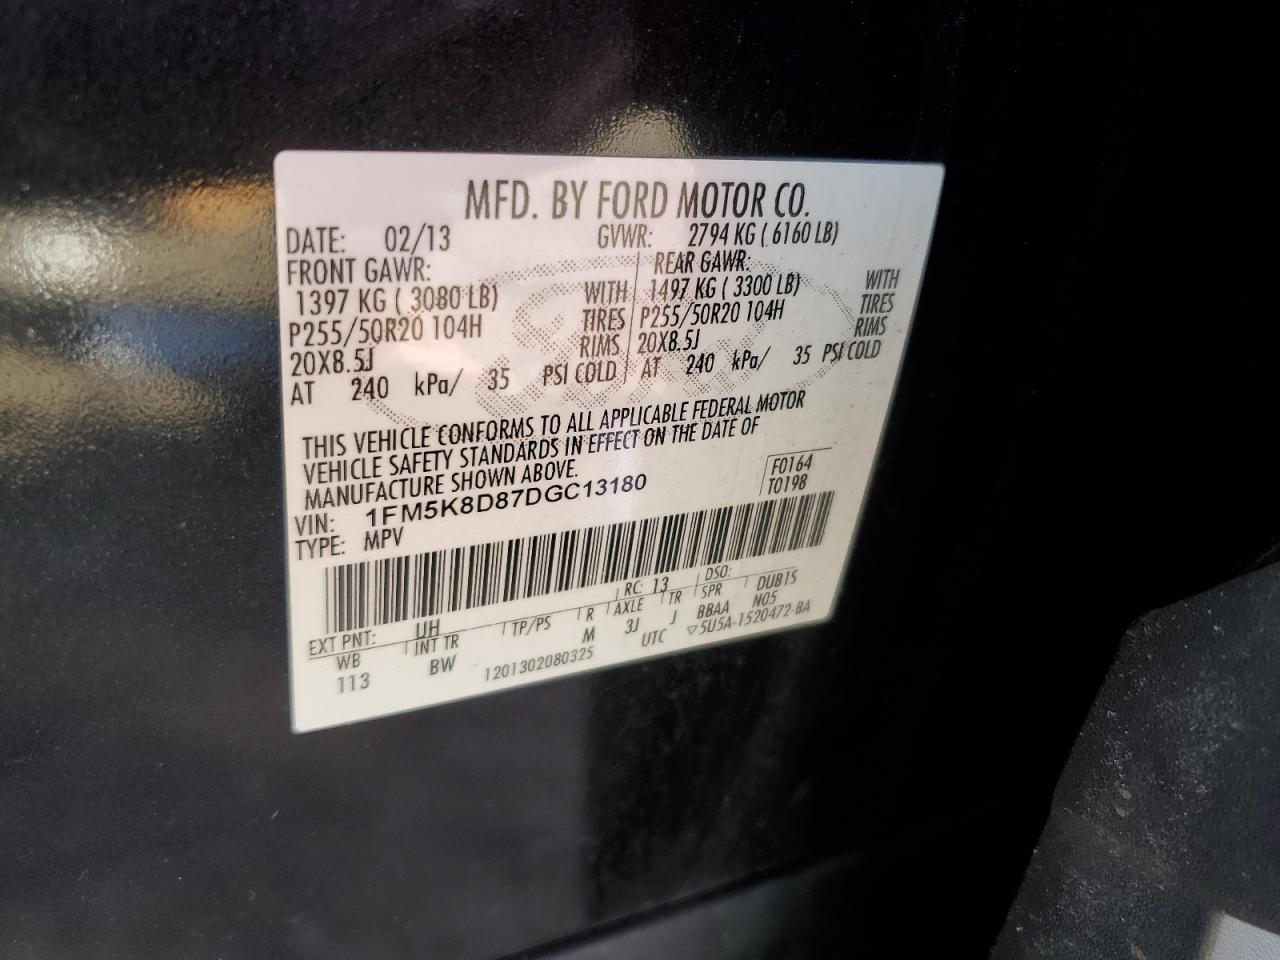 MFD. BY FORD MOTOR CO.
DATE: 02/13 GVWR: 2794 KG ( 6160 LB)
FRONT GAWR: REAR GAWR:
1397 KG ( 3080 LB) WITH 1497 KG ( 3300 LB) WITH
P255/50R20 104H TIRES P255/50R20 104H TIRES
20X8.5J RIMS 20X8.5J RIMS
AT 240 kPa/ 35 PSI COLD AT 240 kPa/ 35 PSI COLD
THIS VEHICLE CONFORMS TO ALL APPLICABLE FEDERAL MOTOR
VEHICLE SAFETY STANDARDS IN EFFECT ON THE DATE OF
MANUFACTURE SHOWN ABOVE.
VIN: 1FM5K8D87DGC13180 F0164
TYPE: MPV T0198
EXT PNT: UH RC: 13 DSO:
WB INT TR TP/PS R AXLE TR SPR DUB1S
113 BW M 3J J BBAA N05
1201302080325 UTC ▽5U5A-1520472-BA